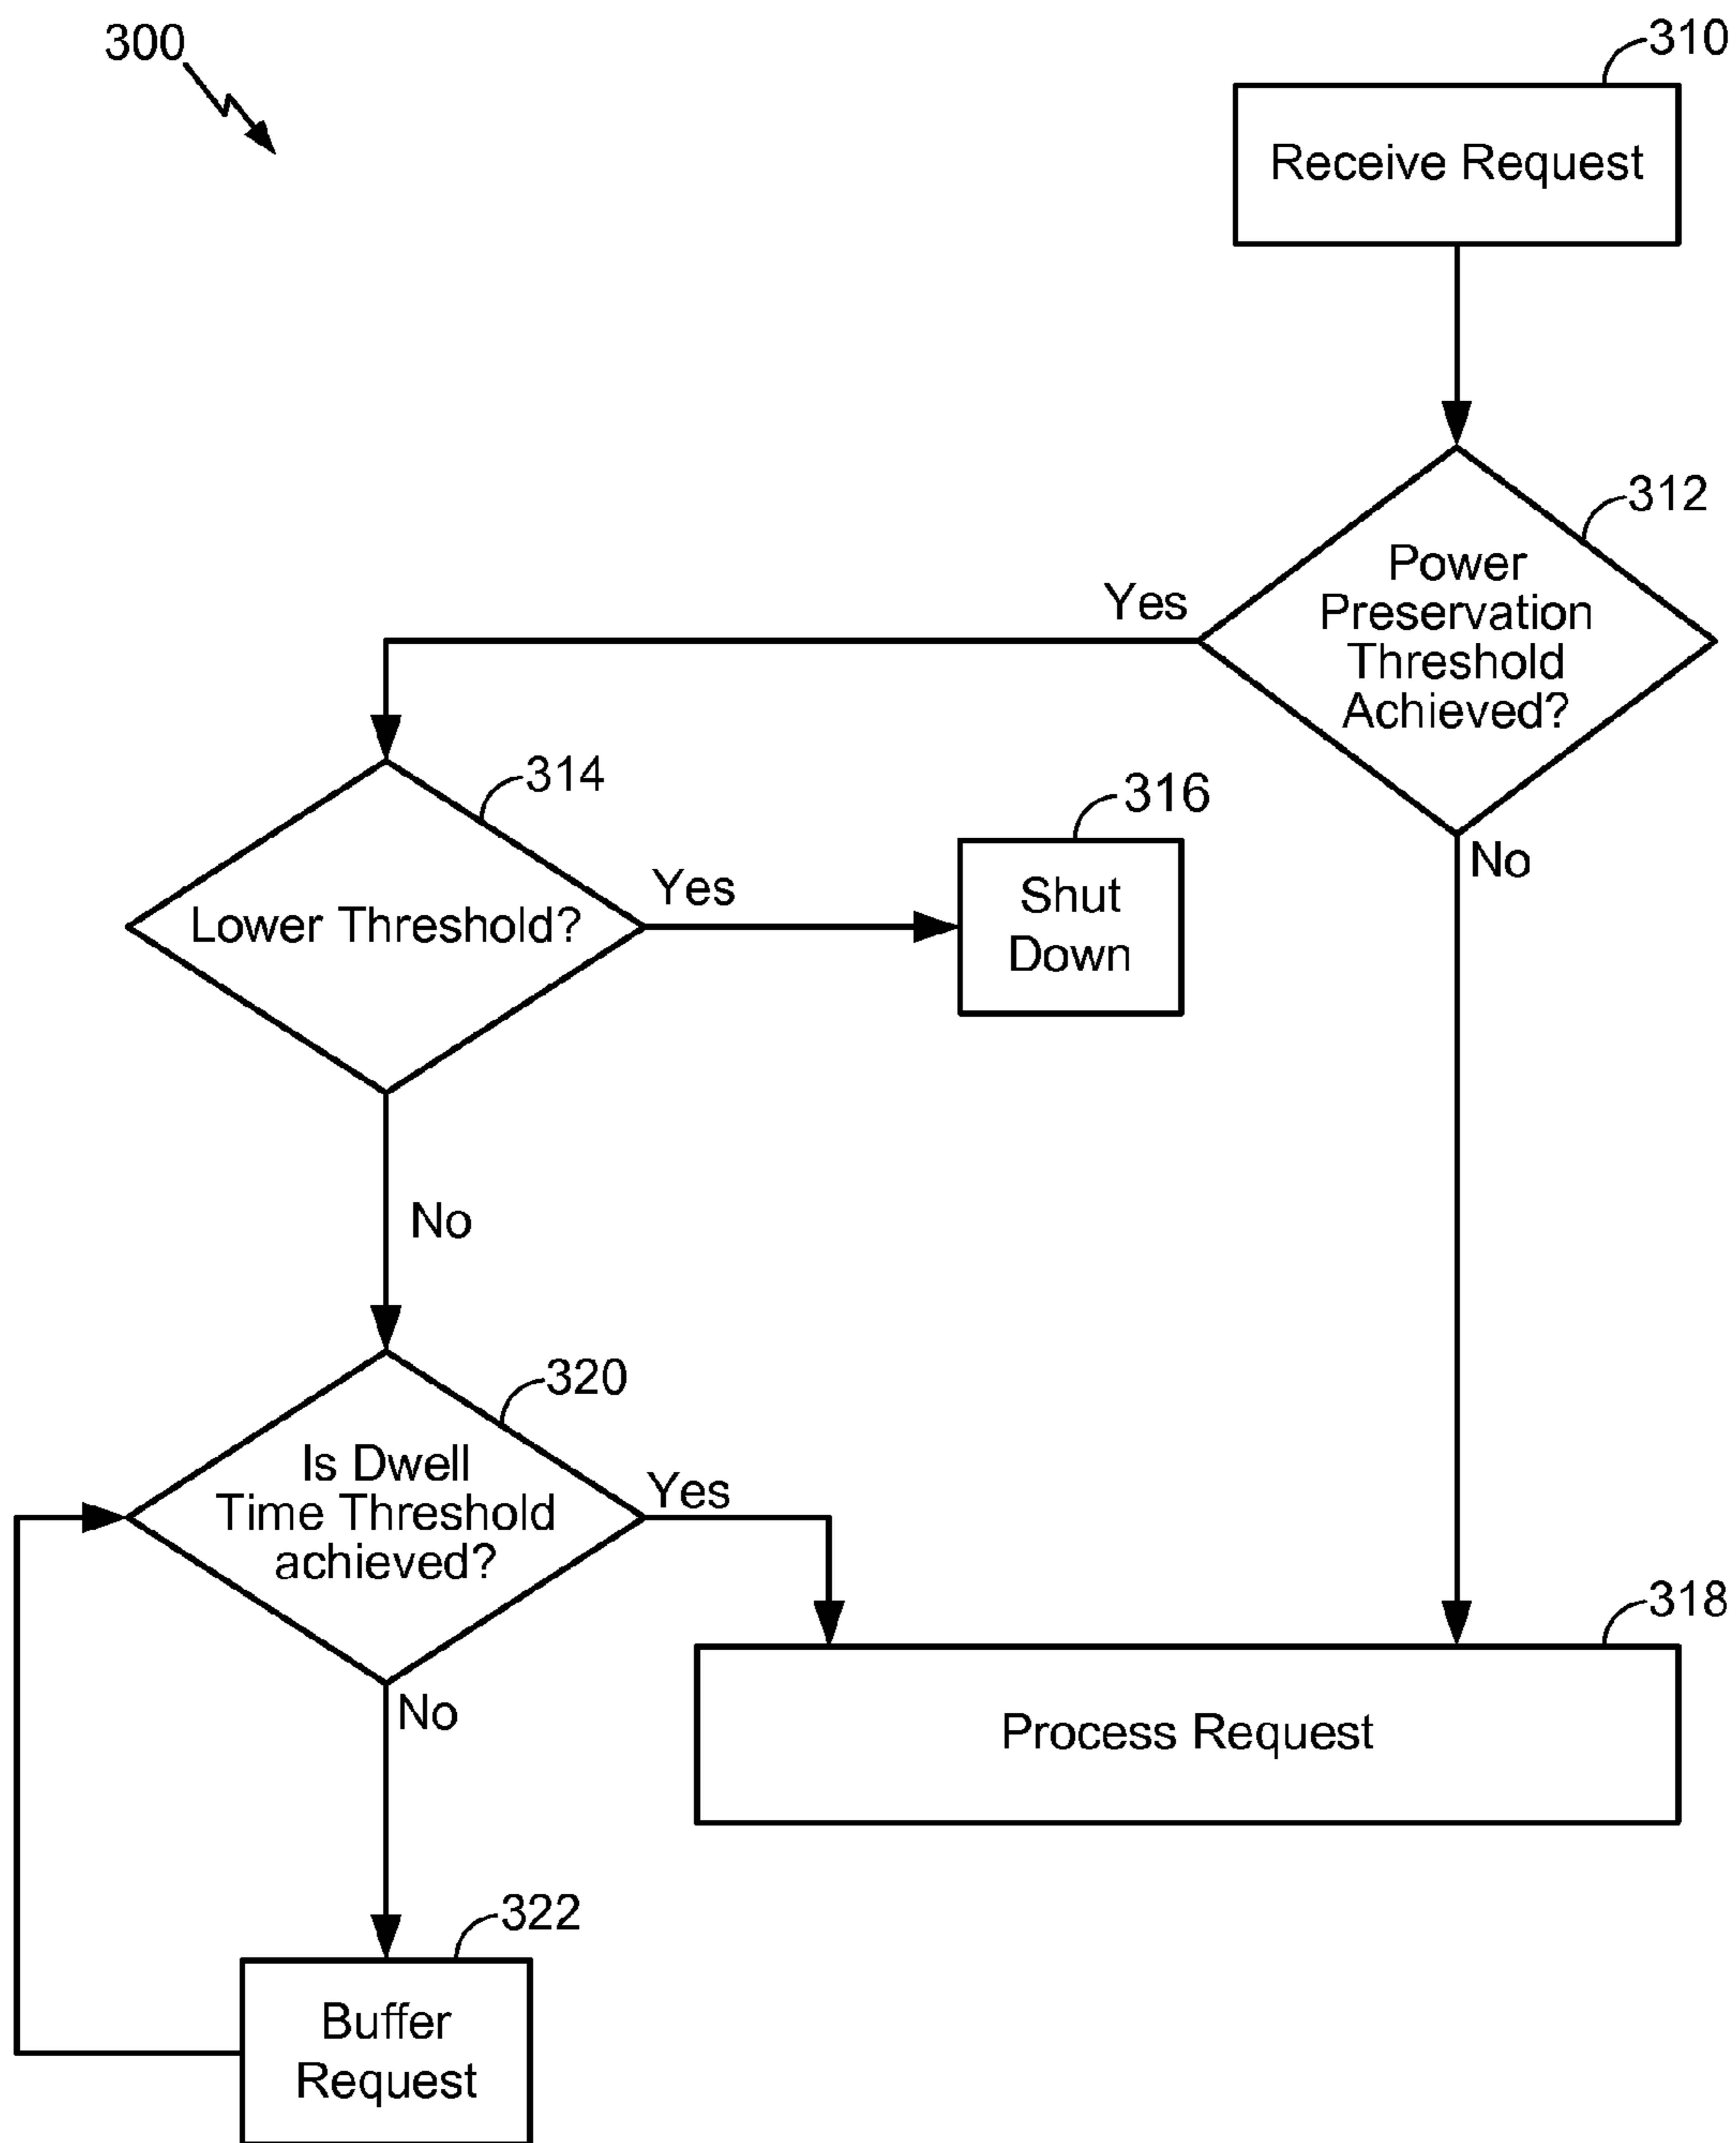 300
310
Receive Request
312
Power
Preservation
Threshold
Achieved?
Yes
No
314
Lower Threshold?
Yes
316
Shut
Down
No
320
Is Dwell
Time Threshold
achieved?
Yes
No
318
Process Request
322
Buffer
Request